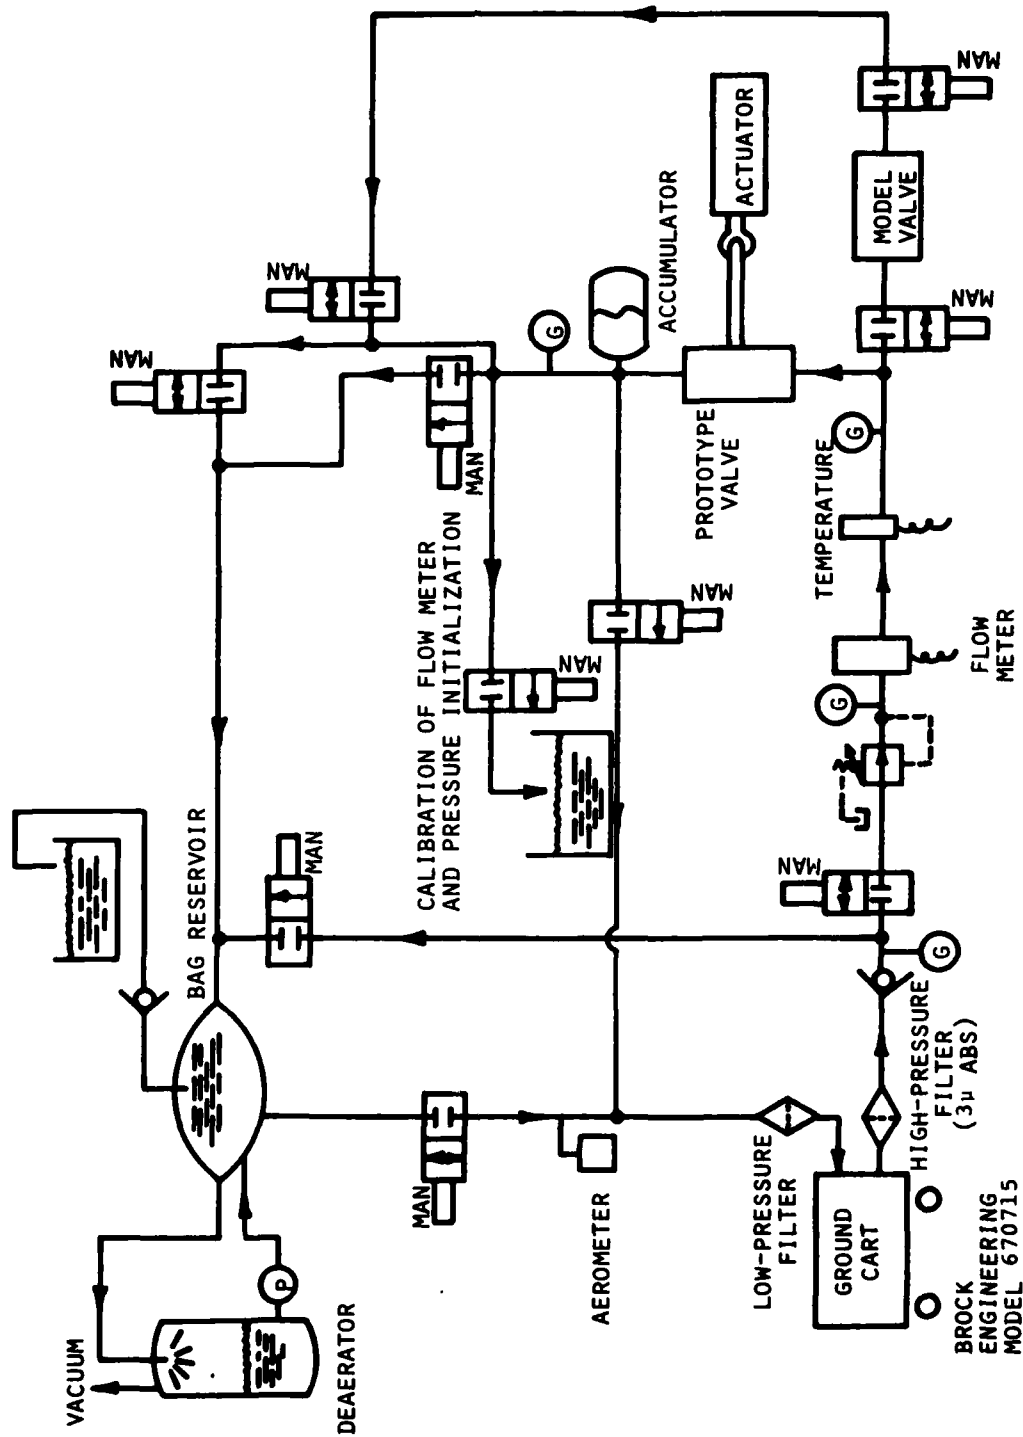 VACUUM
DEAERATOR
P
BAG RESERVOIR
MAN
MAN
AEROMETER
LOW-PRESSURE
FILTER
GROUND
CART
BROCK
ENGINEERING
MODEL 670715
HIGH-PRESSURE
FILTER
(3μ ABS)
G
MAN
CALIBRATION OF FLOW METER
AND PRESSURE INITIALIZATION
MAN
MAN
G
FLOW
METER
TEMPERATURE
G
MAN
MAN
MAN
G
ACCUMULATOR
PROTOTYPE
VALVE
ACTUATOR
MAN
MODEL
VALVE
MAN